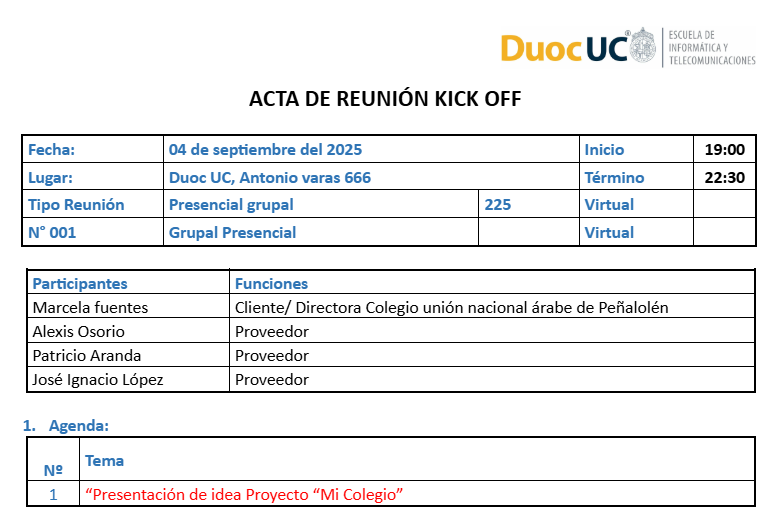 Duoc UC
®
ESCUELA DE
INFORMÁTICA Y
TELECOMUNICACIONES
ACTA DE REUNIÓN KICK OFF
Fecha: 04 de septiembre del 2025 Inicio 19:00
Lugar: Duoc UC, Antonio varas 666 Término 22:30
Tipo Reunión Presencial grupal 225 Virtual
N° 001 Grupal Presencial Virtual
Participantes Funciones
Marcela fuentes Cliente/ Directora Colegio unión nacional árabe de Peñalolén
Alexis Osorio Proveedor
Patricio Aranda Proveedor
José Ignacio López Proveedor
1. Agenda:
Nº Tema
1 “Presentación de idea Proyecto “Mi Colegio”